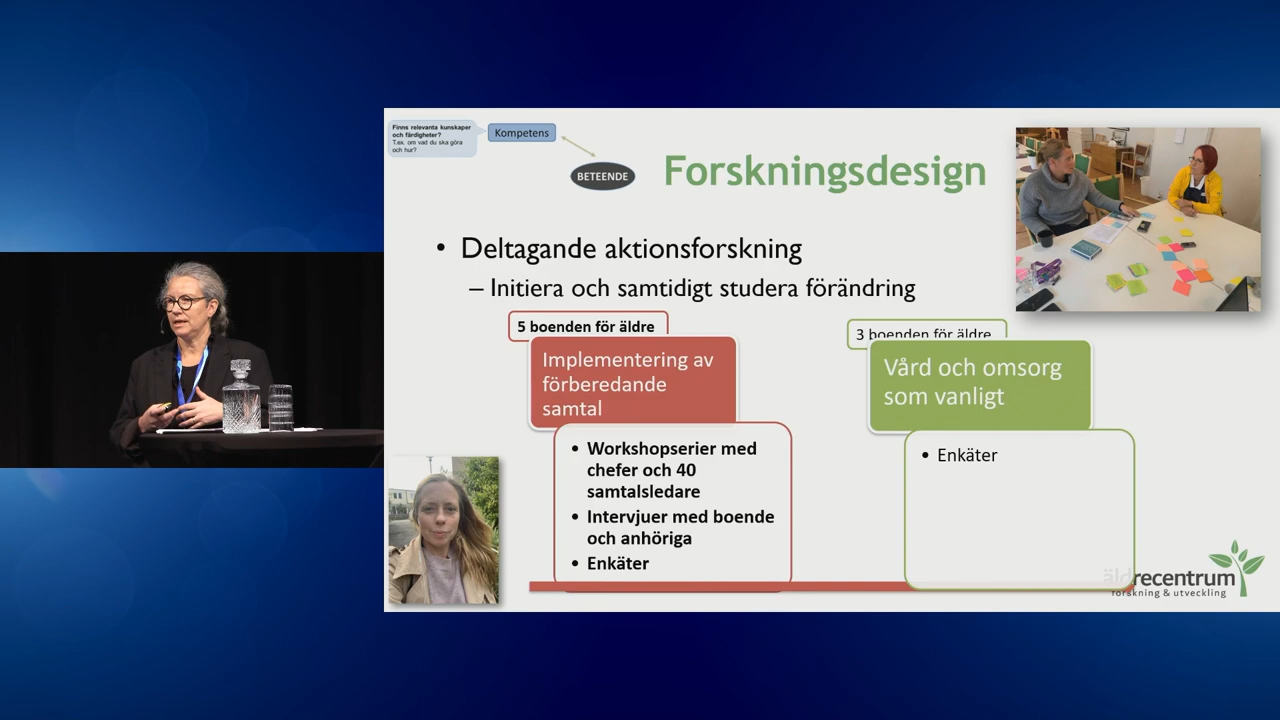 Finns relevanta kunskaper
och färdigheter?
T.ex. om vad du ska göra
och hur?
Kompetens
BETEENDE
Forskningsdesign
• Deltagande aktionsforskning
– Initiera och samtidigt studera förändring
5 boenden för äldre
Implementering av
förberedande
samtal
• Workshopserier med
chefer och 40
samtalsledare
• Intervjuer med boende
och anhöriga
• Enkäter
3 boenden för äldre
Vård och omsorg
som vanligt
• Enkäter
äldrecentrum
forskning & utveckling